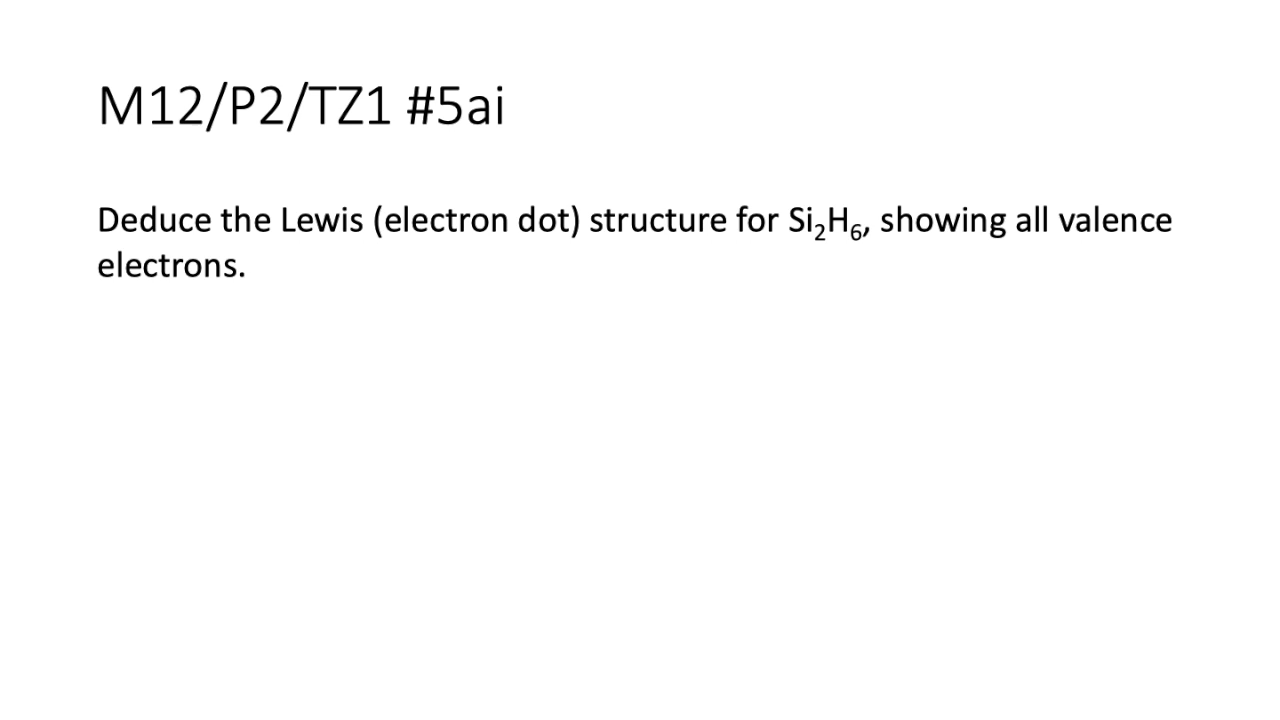 M12/P2/TZ1 #5ai
Deduce the Lewis (electron dot) structure for Si₂H₆, showing all valence
electrons.